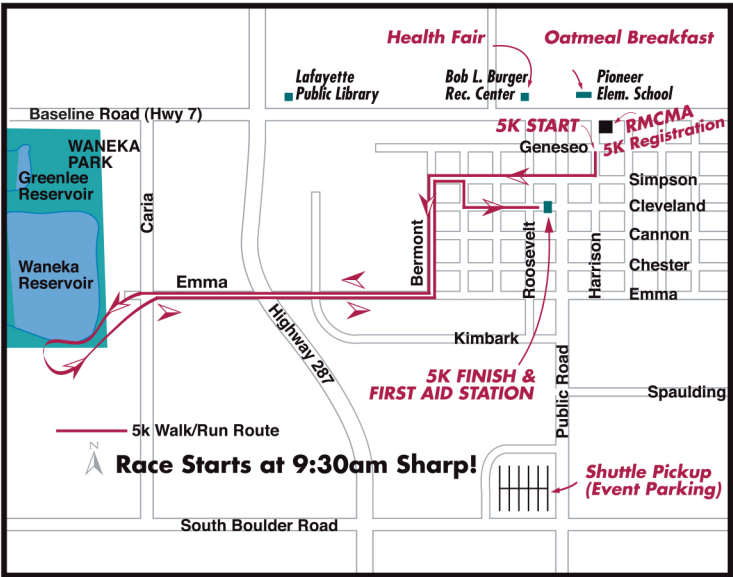 Health Fair
Oatmeal Breakfast
Lafayette
Public Library
Bob L. Burger
Rec. Center
Pioneer
Elem. School
Baseline Road (Hwy 7)
5K START
RMCMA
5K Registration
Geneseo
WANEKA
PARK
Greenlee
Reservoir
Simpson
Cleveland
Caria
Cannon
Bermont
Roosevelt
Harrison
Waneka
Reservoir
Chester
Emma
Emma
Highway 287
Kimbark
5K FINISH &
FIRST AID STATION
Public Road
Spaulding
5k Walk/Run Route
N
Race Starts at 9:30am Sharp!
Shuttle Pickup
(Event Parking)
South Boulder Road